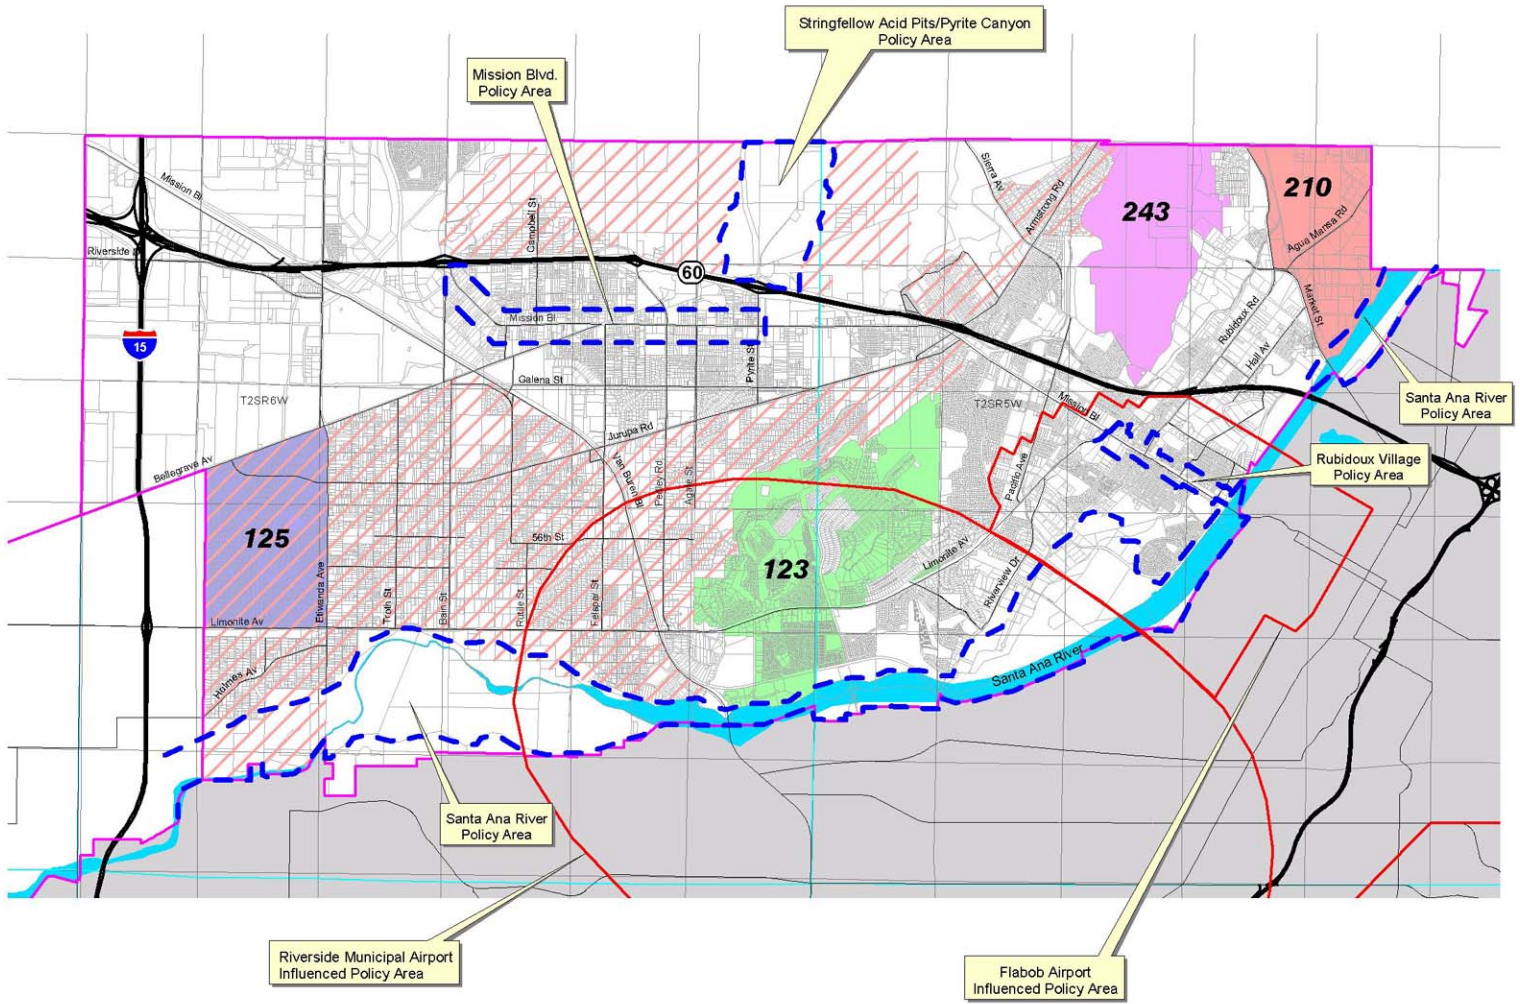 Stringfellow Acid Pits/Pyrite Canyon
Policy Area
Mission Blvd.
Policy Area
Mission Bl
Sierra Av
Armstrong Rd
243
210
Agua Mansa Rd
Campbell St
Riverside
60
Market St
Rubidoux Rd
Hall Av
Mission Bl
15
Pyrite St
Galena St
T2SR6W
T2SR5W
Mission Bl
Santa Ana River
Policy Area
Jurupa Rd
Bellegrave Av
Van Buren Bl
Pedley Rd
Agate St
Pacific Ave
Rubidoux Village
Policy Area
125
56th St
123
Limonite Av
Riverview Dr
Etiwanda Ave
Troth St
Bain St
Rutile St
Felspar St
Limonite Av
Holmes Av
Santa Ana River
Santa Ana River
Policy Area
Riverside Municipal Airport
Influenced Policy Area
Flabob Airport
Influenced Policy Area